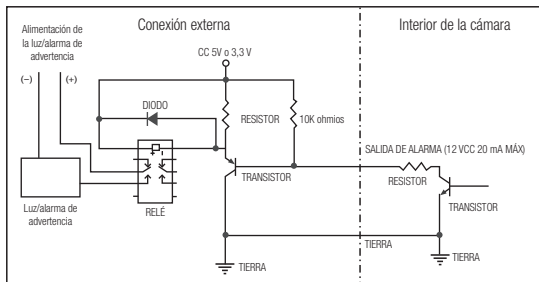 Conexión externa
Interior de la cámara
Alimentación de
la luz/alarma de
advertencia
(–)
(+)
CC 5V o 3,3 V
DIODO
RESISTOR
10K ohmios
SALIDA DE ALARMA (12 VCC 20 mA MÁX)
RESISTOR
TRANSISTOR
TRANSISTOR
Luz/alarma de
advertencia
RELÉ
TIERRA
TIERRA
TIERRA